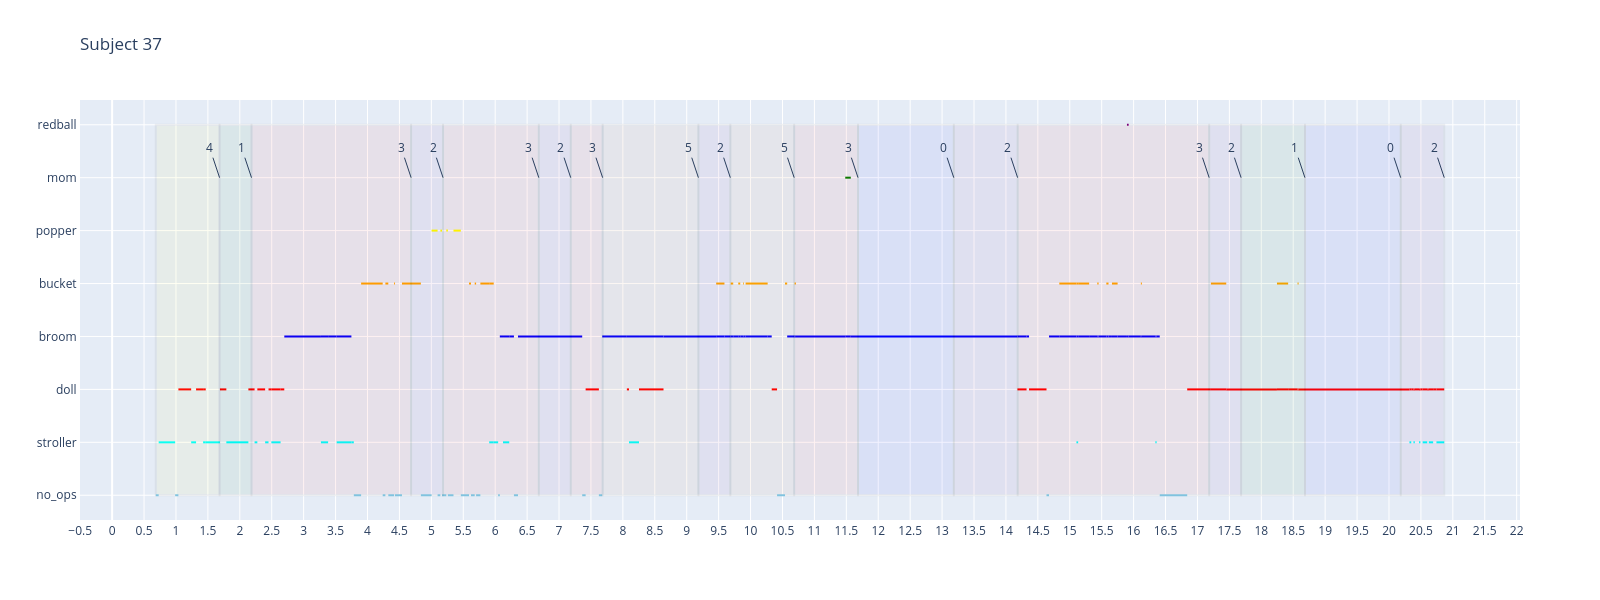 Subject 37
redball
4 1 3 2 3 2 3 5 2 5 3 0 2 3 2 1 0 2
mom
popper
bucket
broom
doll
stroller
no_ops
−0.5 0 0.5 1 1.5 2 2.5 3 3.5 4 4.5 5 5.5 6 6.5 7 7.5 8 8.5 9 9.5 10 10.5 11 11.5 12 12.5 13 13.5 14 14.5 15 15.5 16 16.5 17 17.5 18 18.5 19 19.5 20 20.5 21 21.5 22